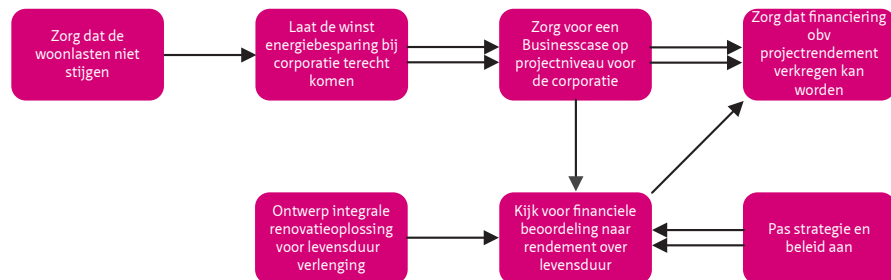 Zorg dat de
woonlasten niet
stijgen
Laat de winst
energiebesparing bij
corporatie terecht
komen
Zorg voor een
Businesscase op
projectniveau voor
de corporatie
Zorg dat financiering
obv
projectrendement
verkregen kan
worden
Ontwerp integrale
renovatieoplossing
voor levensduur
verlenging
Kijk voor financiele
beoordeling naar
rendement over
levensduur
Pas strategie en
beleid aan